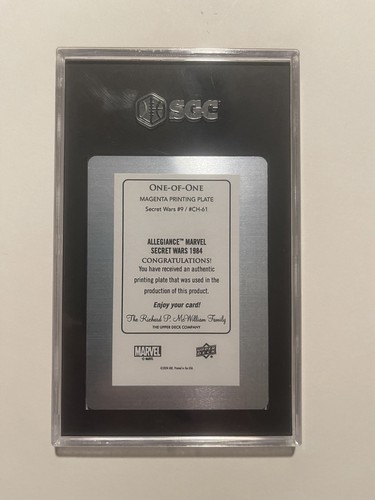 SGC
ONE-OF-ONE
MAGENTA PRINTING PLATE
Secret Wars #9 / #CH-61
ALLEGIANCE™ MARVEL
SECRET WARS 1984
CONGRATULATIONS!
You have received an authentic
printing plate that was used in the
production of this product.
Enjoy your card!
The Richard P. McWilliam Family
THE UPPER DECK COMPANY
MARVEL